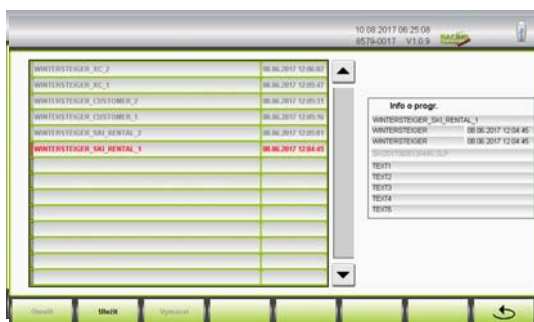 10 08 2017 06:25:08
8579-0017 V1.0.9
WINTERSTEIGER_XC_2 08.06.2017 12:06:02
WINTERSTEIGER_XC_1 08.06.2017 12:05:47
WINTERSTEIGER_CUSTOMER_2 08.06.2017 12:05:31
WINTERSTEIGER_CUSTOMER_1 08.06.2017 12:05:16
WINTERSTEIGER_SKI_RENTAL_2 08.06.2017 12:05:01
WINTERSTEIGER_SKI_RENTAL_1 08.06.2017 12:04:45
Info o progr.
WINTERSTEIGER_SKI_RENTAL_1
WINTERSTEIGER 08 06 2017 12:04:45
WINTERSTEIGER 08 06 2017 12:04:45
TEXT1
TEXT2
TEXT3
TEXT4
TEXT5
Otevřít Uložit Vymazat